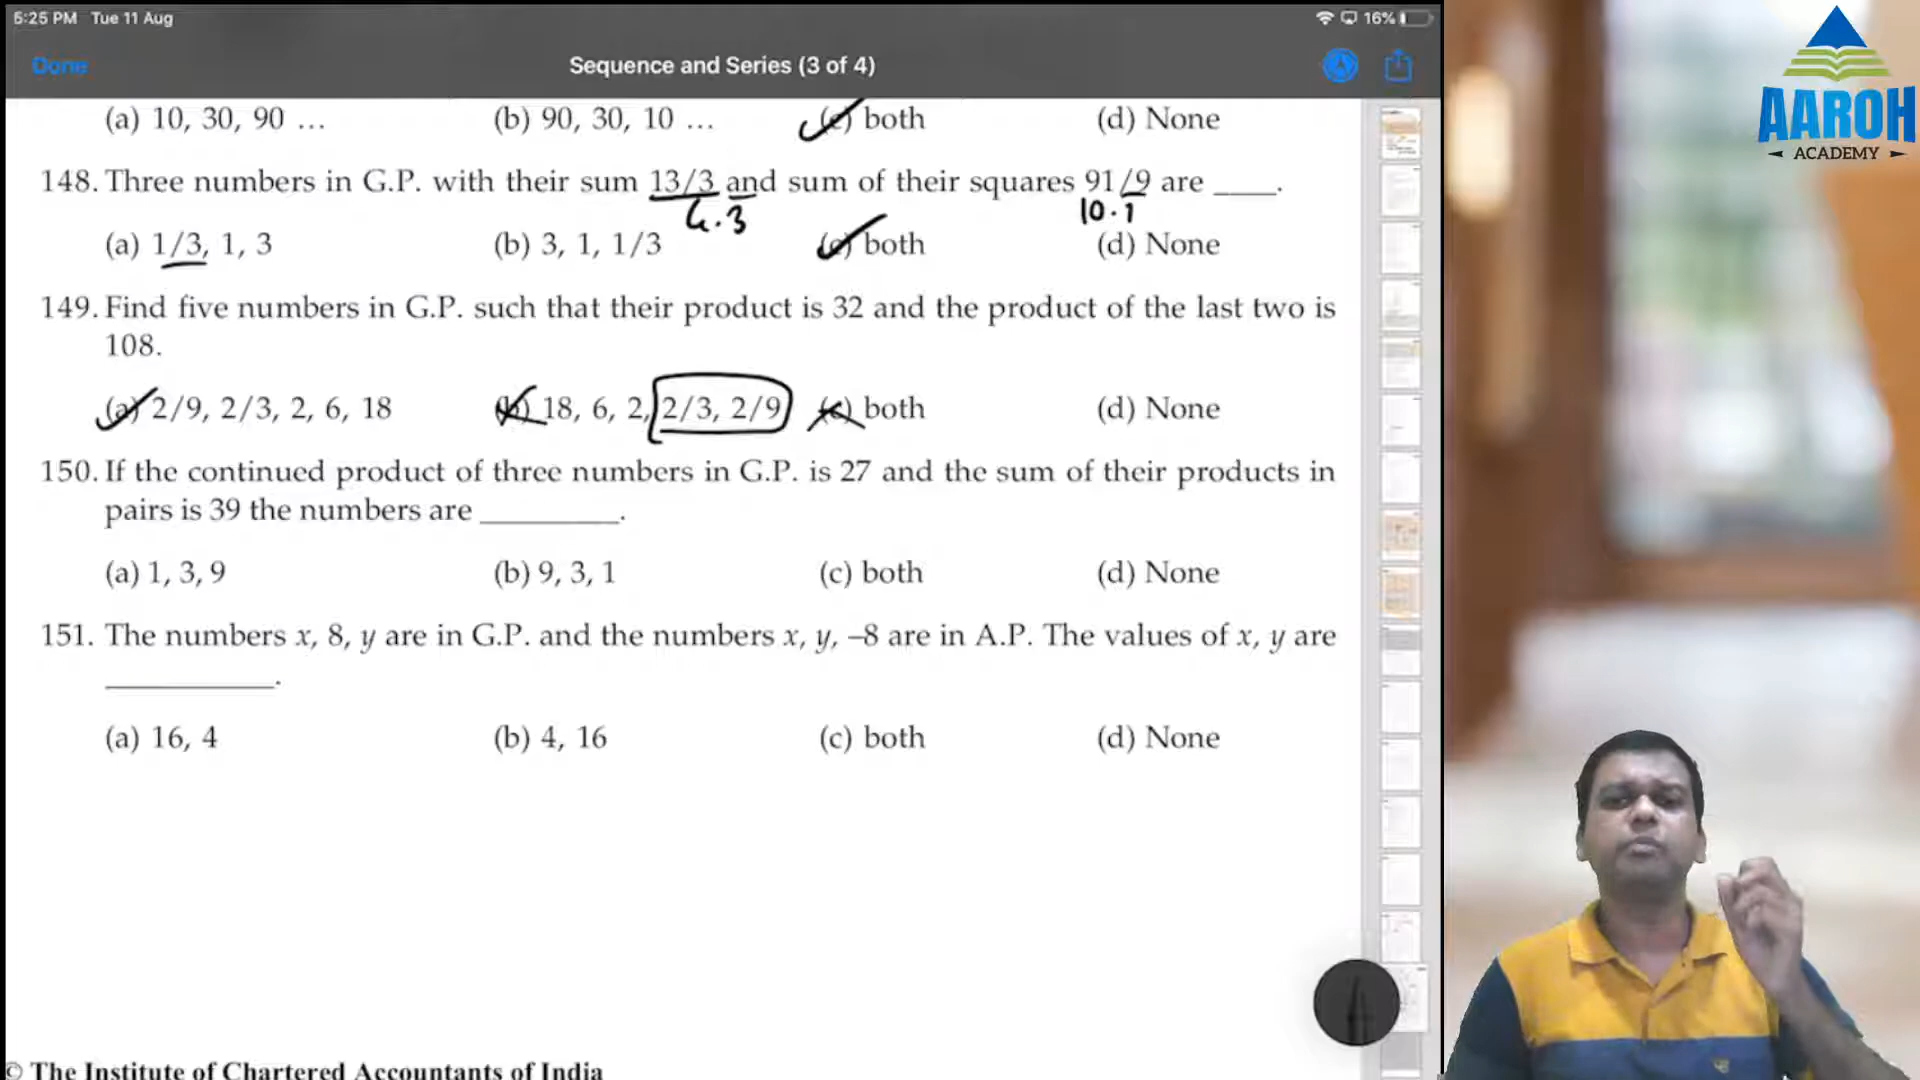 5:25 PM Tue 11 Aug 16%
Done Sequence and Series (3 of 4)
AAROH
ACADEMY
(a) 10, 30, 90 ... (b) 90, 30, 10 ... (c) both (d) None
148. Three numbers in G.P. with their sum 13/3 and sum of their squares 91/9 are ____.
4.3 10.1
(a) 1/3, 1, 3 (b) 3, 1, 1/3 (c) both (d) None
149. Find five numbers in G.P. such that their product is 32 and the product of the last two is
108.
(a) 2/9, 2/3, 2, 6, 18 (b) 18, 6, 2, 2/3, 2/9 (c) both (d) None
150. If the continued product of three numbers in G.P. is 27 and the sum of their products in
pairs is 39 the numbers are _________.
(a) 1, 3, 9 (b) 9, 3, 1 (c) both (d) None
151. The numbers x, 8, y are in G.P. and the numbers x, y, –8 are in A.P. The values of x, y are
___________.
(a) 16, 4 (b) 4, 16 (c) both (d) None
© The Institute of Chartered Accountants of India